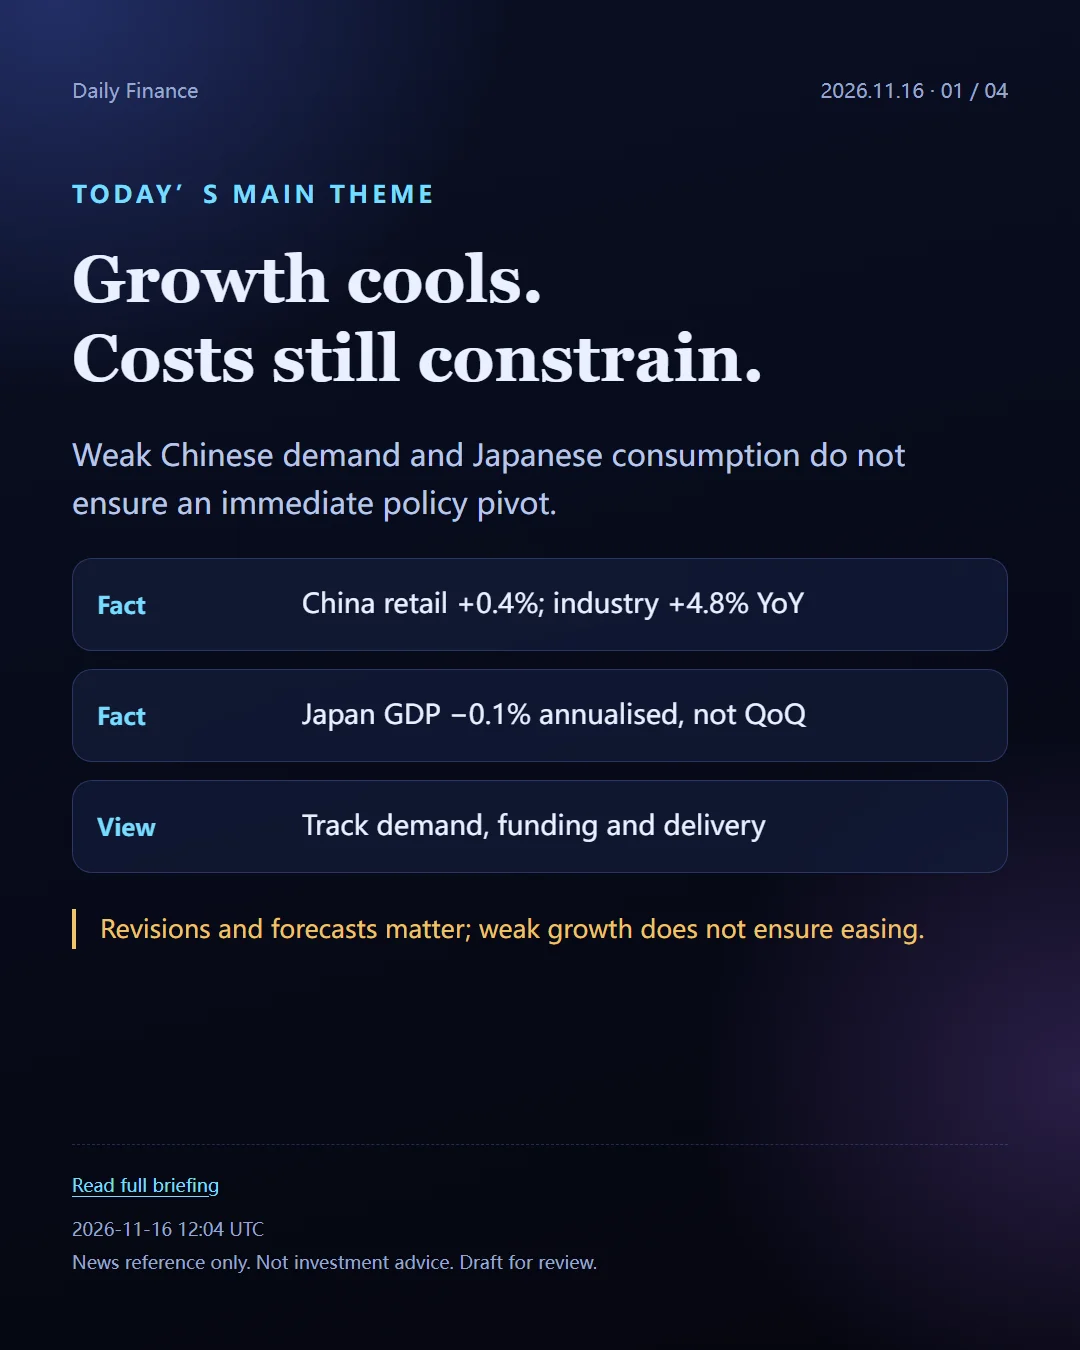 Daily Finance
2026.11.16 · 01 / 04
TODAY’ S MAIN THEME
Growth cools.
Costs still constrain.
Weak Chinese demand and Japanese consumption do not
ensure an immediate policy pivot.
Fact
China retail +0.4%; industry +4.8% YoY
Fact
Japan GDP −0.1% annualised, not QoQ
View
Track demand, funding and delivery
Revisions and forecasts matter; weak growth does not ensure easing.
Read full briefing
2026-11-16 12:04 UTC
News reference only. Not investment advice. Draft for review.